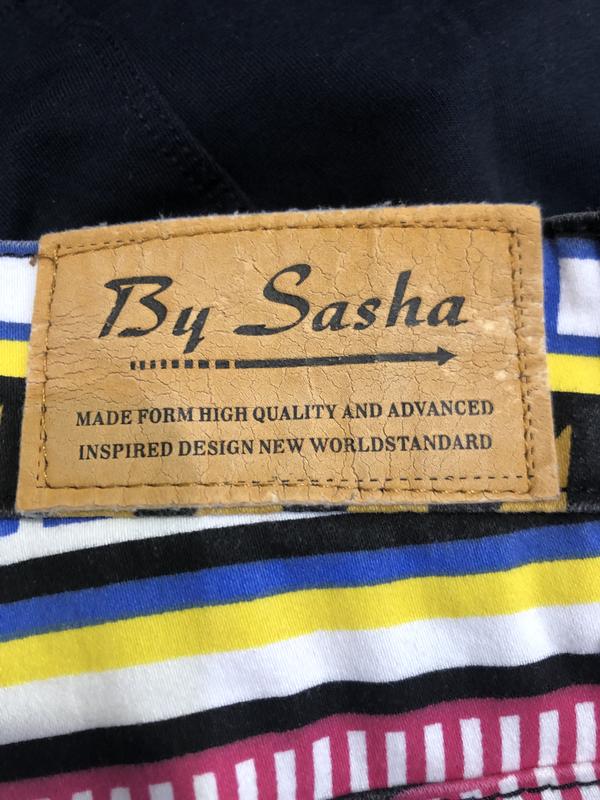 By Sasha
MADE FORM HIGH QUALITY AND ADVANCED
INSPIRED DESIGN NEW WORLDSTANDARD